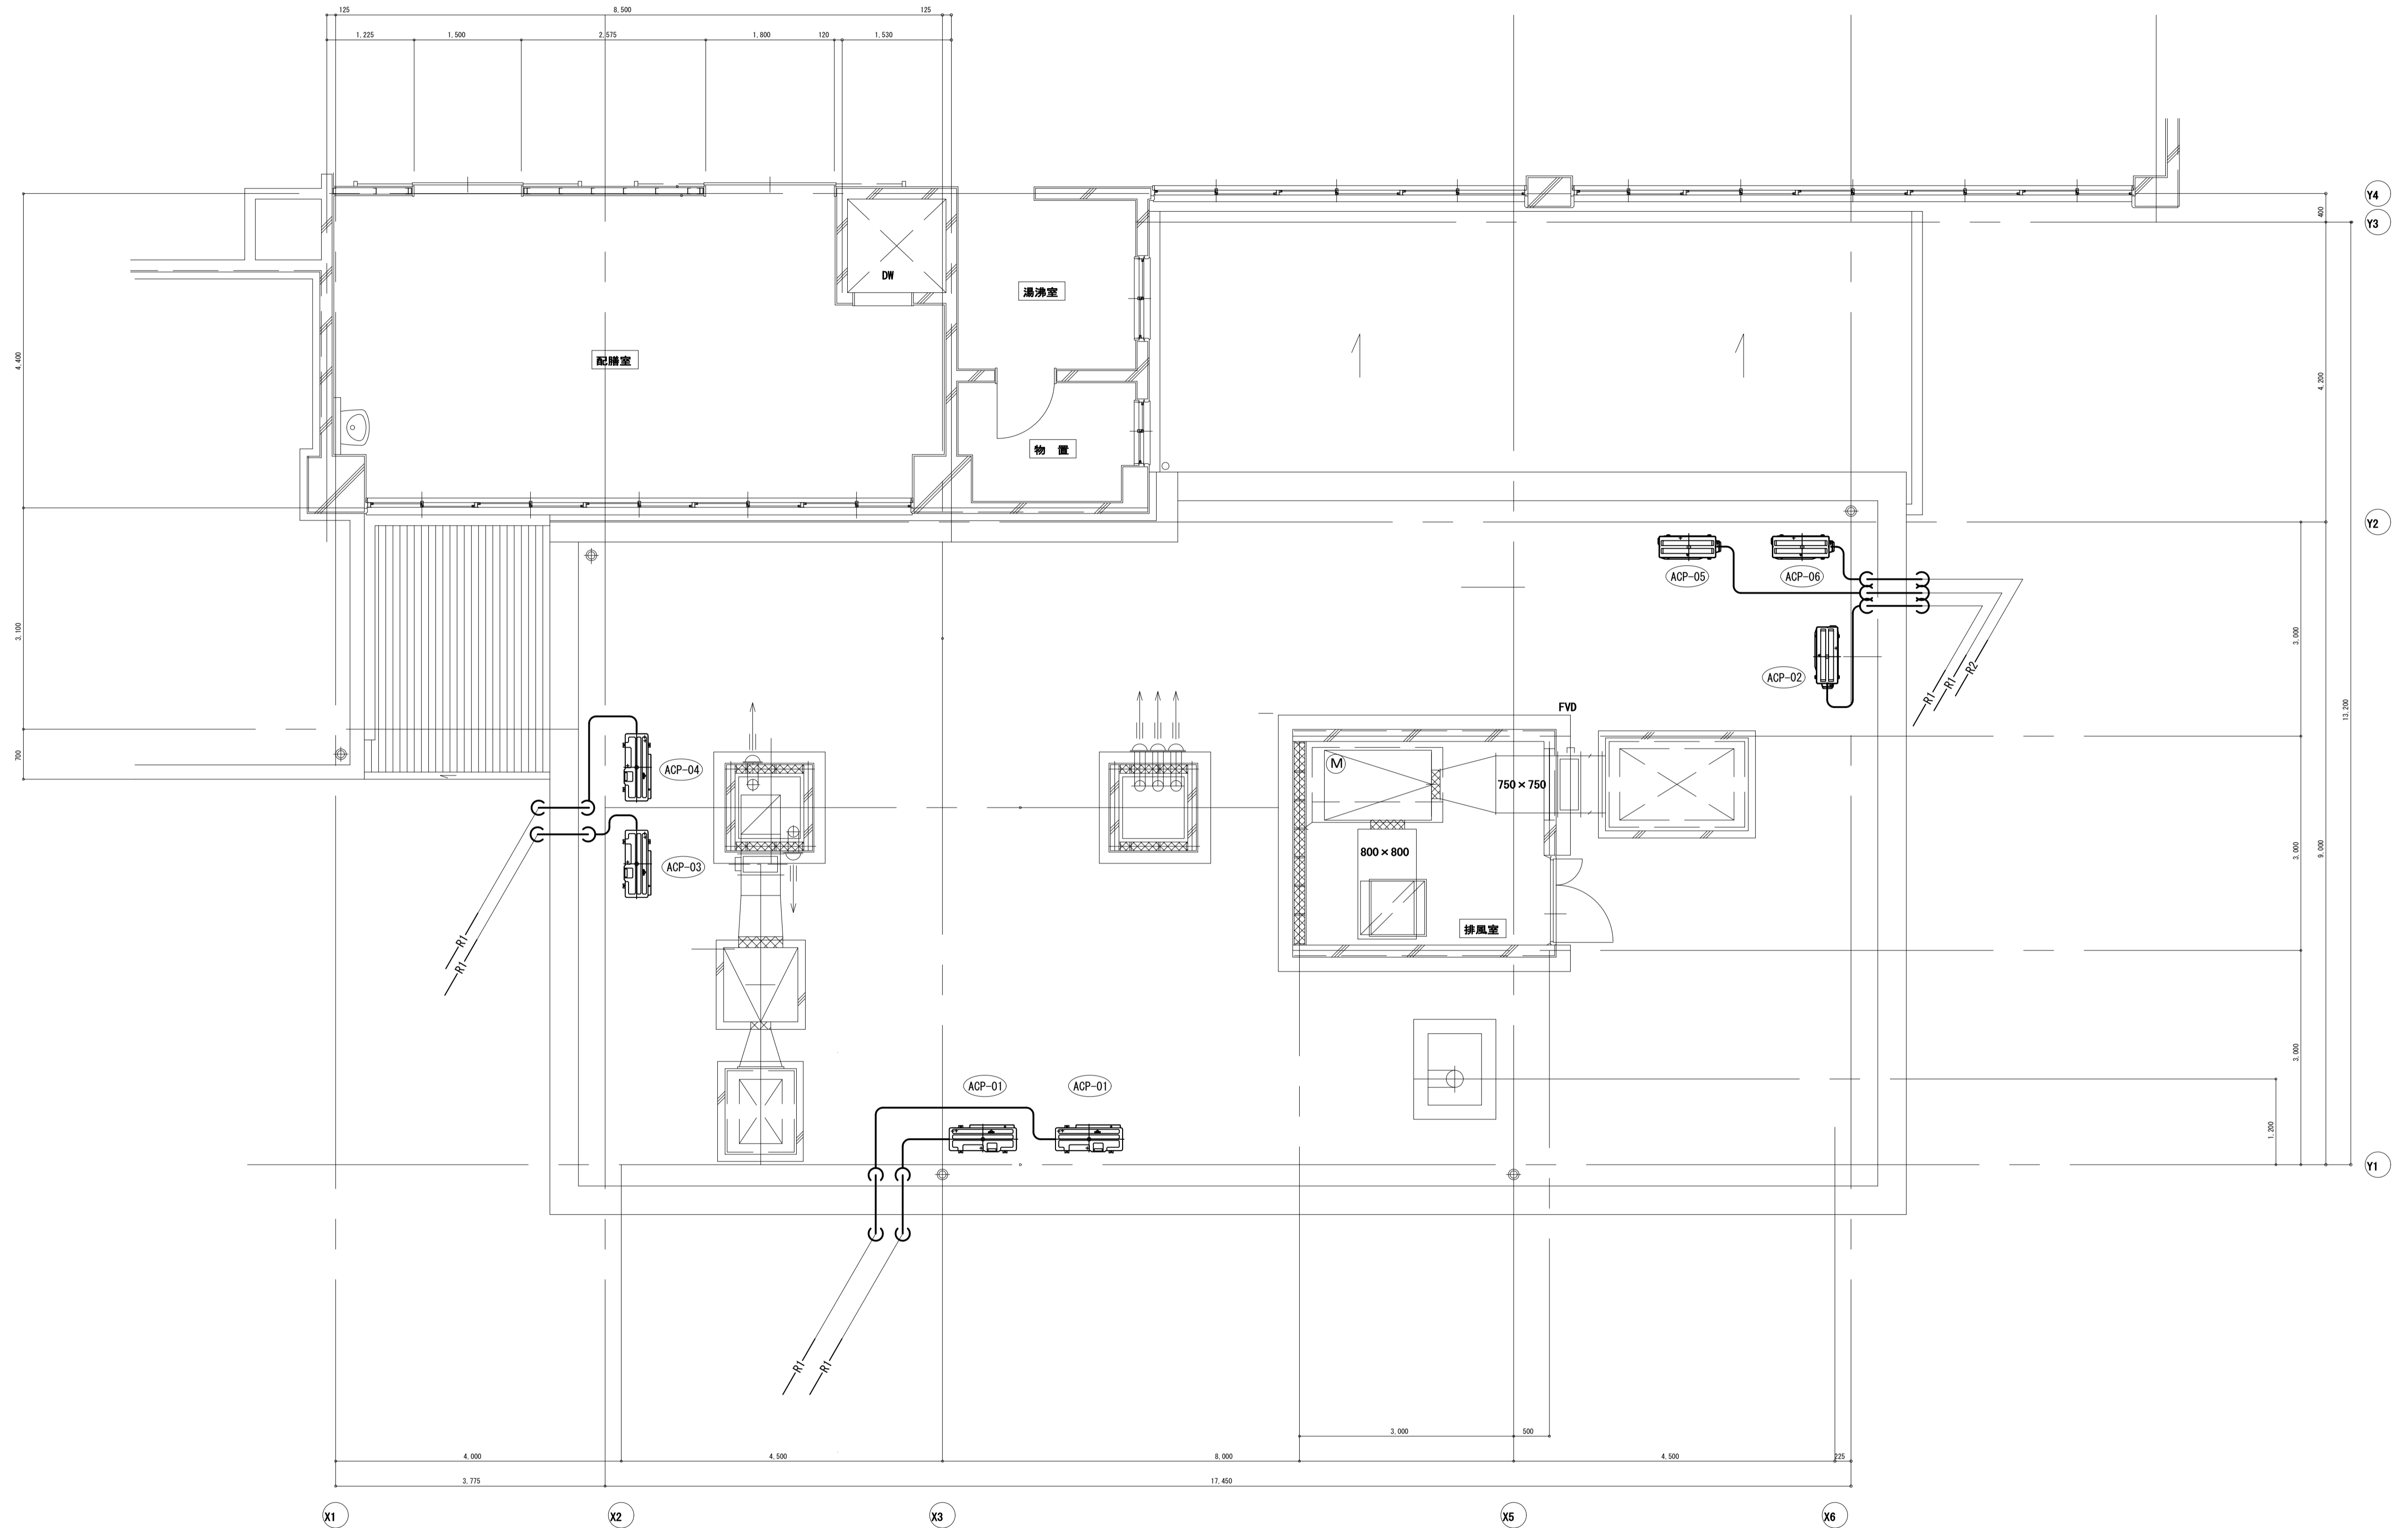 125
8,500
125
1,225
1,500
2,575
1,800
120
1,530
Y4
400
Y3
DW
湯沸室
配膳室
4,400
4,200
物　置
Y2
ACP-05
ACP-06
3,100
3,000
ACP-02
R1
R1
R2
FVD
13,200
700
ACP-04
M
750×750
ACP-03
800×800
3,000
9,000
排風室
R1
R1
3,000
ACP-01
ACP-01
1,200
Y1
R1
R1
3,000
500
4,000
4,500
8,000
4,500
225
3,775
17,450
X1
X2
X3
X5
X6